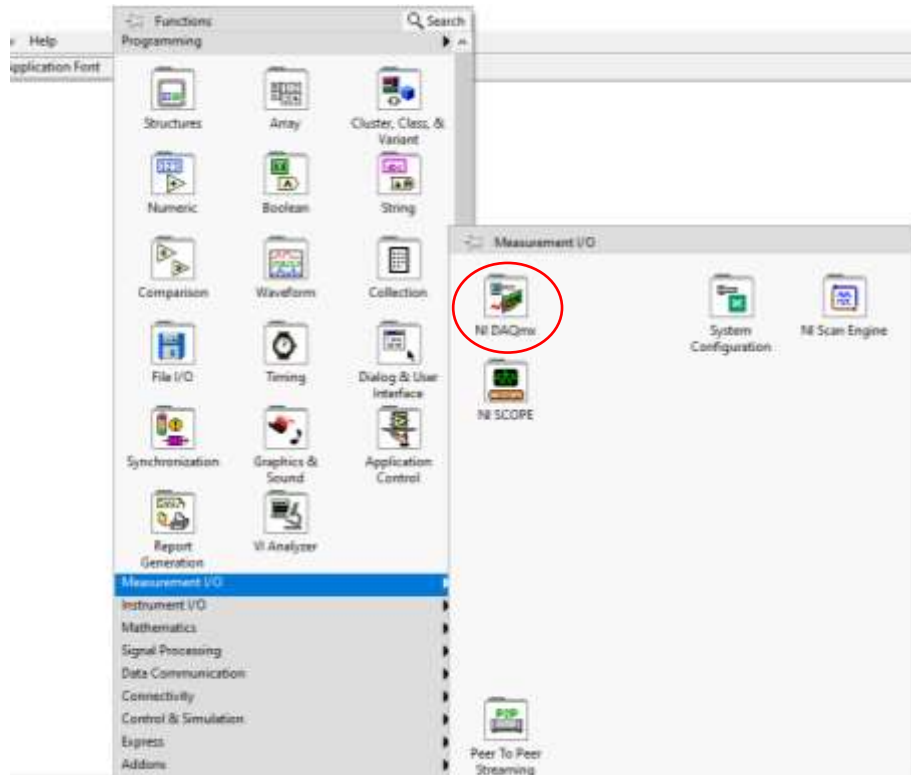 Functions
Search
Help
Programming
Application Font
Structures
Array
Cluster, Class, &
Variant
Numeric
Boolean
String
Comparison
Waveform
Collection
File I/O
Timing
Dialog & User
Interface
Synchronization
Graphics &
Sound
Application
Control
Report
Generation
VI Analyzer
Measurement I/O
Instrument I/O
Mathematics
Signal Processing
Data Communication
Connectivity
Control & Simulation
Express
Addons
Measurement I/O
NI DAQmx
System
Configuration
NI Scan Engine
NI SCOPE
P2P
Peer To Peer
Streaming